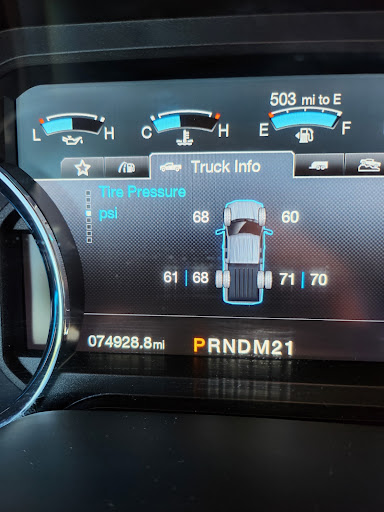 503 mi to E
L H C H E F
Truck Info
Tire Pressure
psi
68 60
61 | 68 71 | 70
074928.8mi PRNDM21